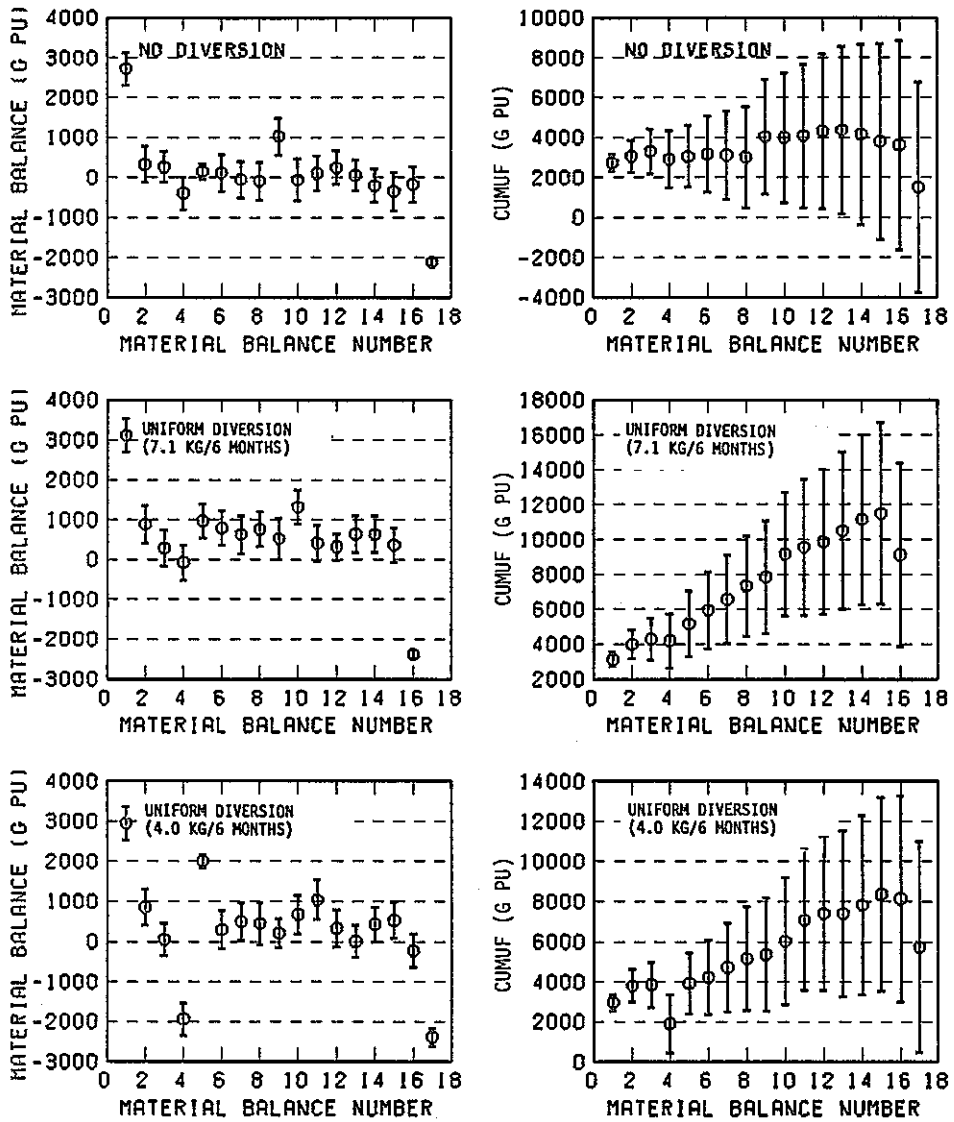 MATERIAL BALANCE (G PU)
4000
3000
2000
1000
0
-1000
-2000
-3000
NO DIVERSION
0 2 4 6 8 10 12 14 16 18
MATERIAL BALANCE NUMBER
CUMUF (G PU)
10000
8000
6000
4000
2000
0
-2000
-4000
NO DIVERSION
0 2 4 6 8 10 12 14 16 18
MATERIAL BALANCE NUMBER
MATERIAL BALANCE (G PU)
4000
3000
2000
1000
0
-1000
-2000
-3000
UNIFORM DIVERSION
(7.1 KG/6 MONTHS)
0 2 4 6 8 10 12 14 16 18
MATERIAL BALANCE NUMBER
CUMUF (G PU)
18000
16000
14000
12000
10000
8000
6000
4000
2000
UNIFORM DIVERSION
(7.1 KG/6 MONTHS)
0 2 4 6 8 10 12 14 16 18
MATERIAL BALANCE NUMBER
MATERIAL BALANCE (G PU)
4000
3000
2000
1000
0
-1000
-2000
-3000
UNIFORM DIVERSION
(4.0 KG/6 MONTHS)
0 2 4 6 8 10 12 14 16 18
MATERIAL BALANCE NUMBER
CUMUF (G PU)
14000
12000
10000
8000
6000
4000
2000
0
UNIFORM DIVERSION
(4.0 KG/6 MONTHS)
0 2 4 6 8 10 12 14 16 18
MATERIAL BALANCE NUMBER